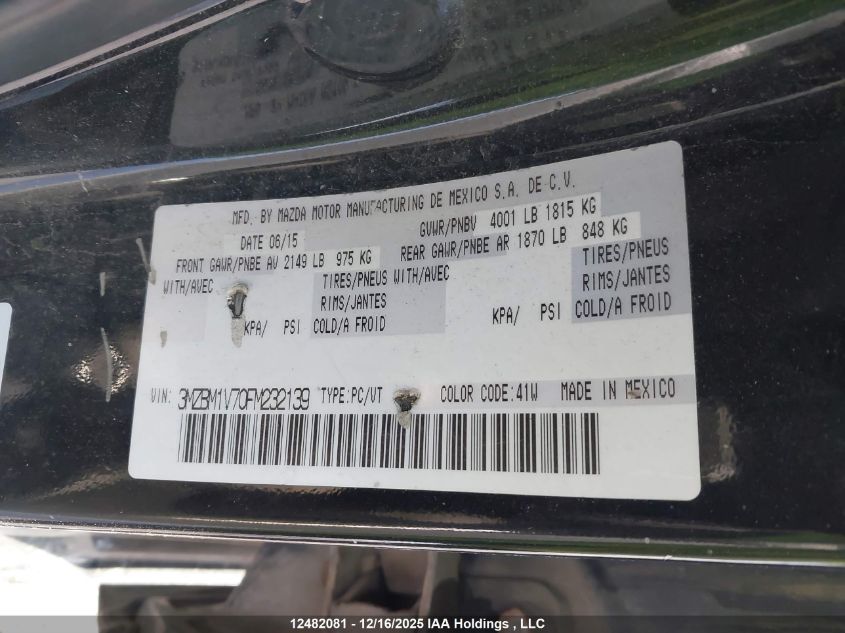 MFD. BY MAZDA MOTOR MANUFACTURING DE MEXICO S.A. DE C.V.
DATE 06/15 GVWR/PNBV 4001 LB 1815 KG
FRONT GAWR/PNBE AV 2149 LB 975 KG REAR GAWR/PNBE AR 1870 LB 848 KG
WITH/AVEC TIRES/PNEUS WITH/AVEC TIRES/PNEUS
RIMS/JANTES RIMS/JANTES
KPA/ PSI COLD/A FROID KPA/ PSI COLD/A FROID
VIN: 3MZBM1V70FM232139 TYPE:PC/VT COLOR CODE:41W MADE IN MEXICO
12482081 - 12/16/2025 IAA Holdings , LLC